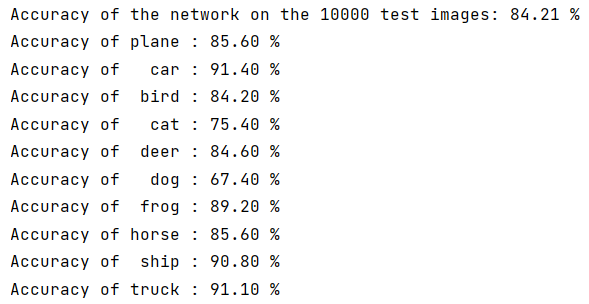 Accuracy of the network on the 10000 test images: 84.21 %
Accuracy of plane : 85.60 %
Accuracy of   car : 91.40 %
Accuracy of  bird : 84.20 %
Accuracy of   cat : 75.40 %
Accuracy of  deer : 84.60 %
Accuracy of   dog : 67.40 %
Accuracy of  frog : 89.20 %
Accuracy of horse : 85.60 %
Accuracy of  ship : 90.80 %
Accuracy of truck : 91.10 %